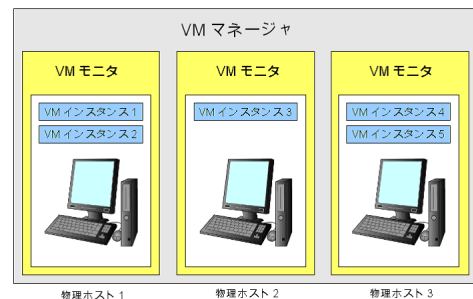 VM マネージャ
VM モニタ
VM インスタンス 1
VM インスタンス 2
物理ホスト 1
VM モニタ
VM インスタンス 3
物理ホスト 2
VM モニタ
VM インスタンス 4
VM インスタンス 5
物理ホスト 3